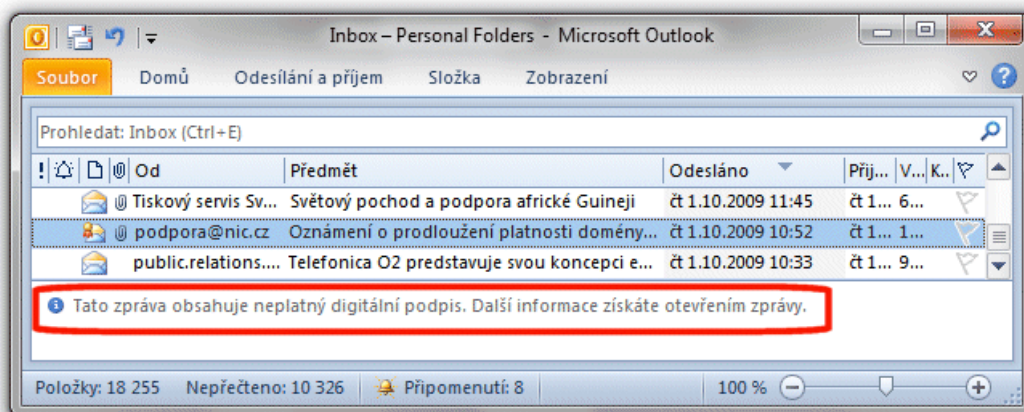 Inbox – Personal Folders - Microsoft Outlook
Soubor Domů Odesílání a příjem Složka Zobrazení
Prohledat: Inbox (Ctrl+E)
! Od Předmět Odesláno Přij... V... K..
Tiskový servis Sv... Světový pochod a podpora africké Guineji čt 1.10.2009 11:45 čt 1... 6...
podpora@nic.cz Oznámení o prodloužení platnosti domény... čt 1.10.2009 10:52 čt 1... 1...
public.relations.... Telefonica O2 představuje svou koncepci e... čt 1.10.2009 10:33 čt 1... 9...
Tato zpráva obsahuje neplatný digitální podpis. Další informace získáte otevřením zprávy.
Položky: 18 255 Nepřečteno: 10 326 Připomenutí: 8 100 %